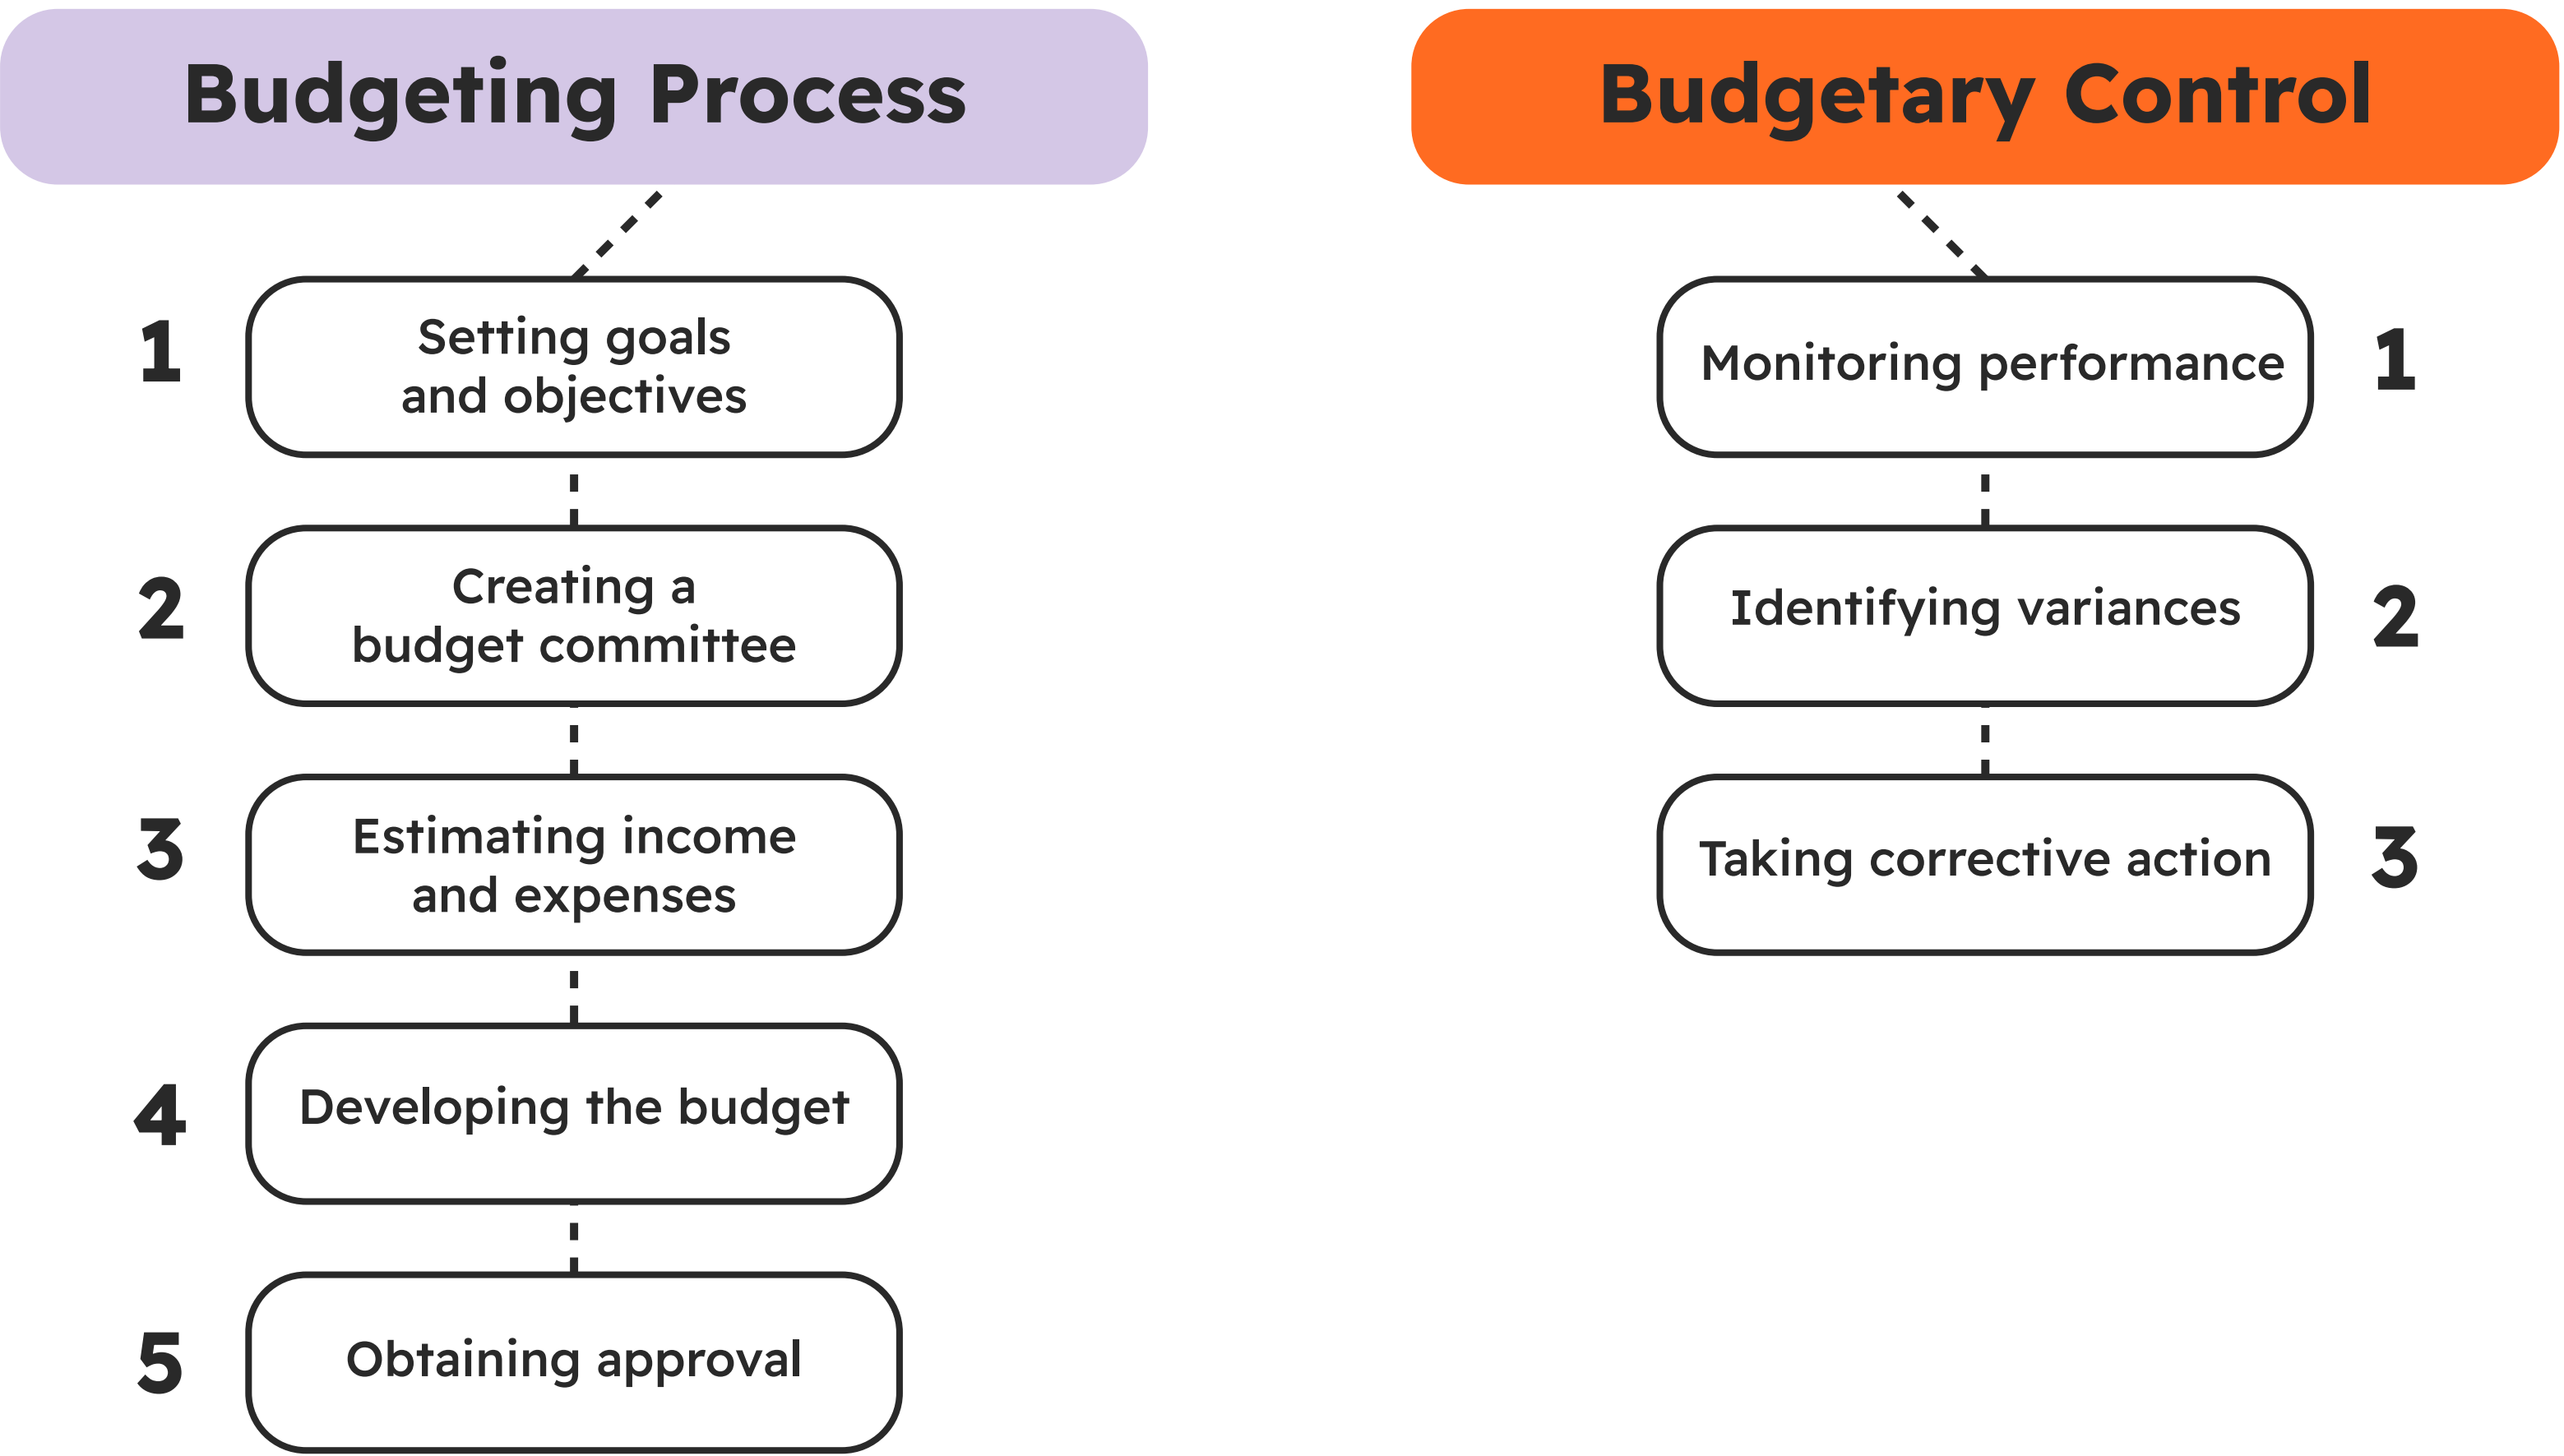 Budgeting Process
1
Setting goals
and objectives
2
Creating a
budget committee
3
Estimating income
and expenses
4
Developing the budget
5
Obtaining approval
Budgetary Control
Monitoring performance
1
Identifying variances
2
Taking corrective action
3